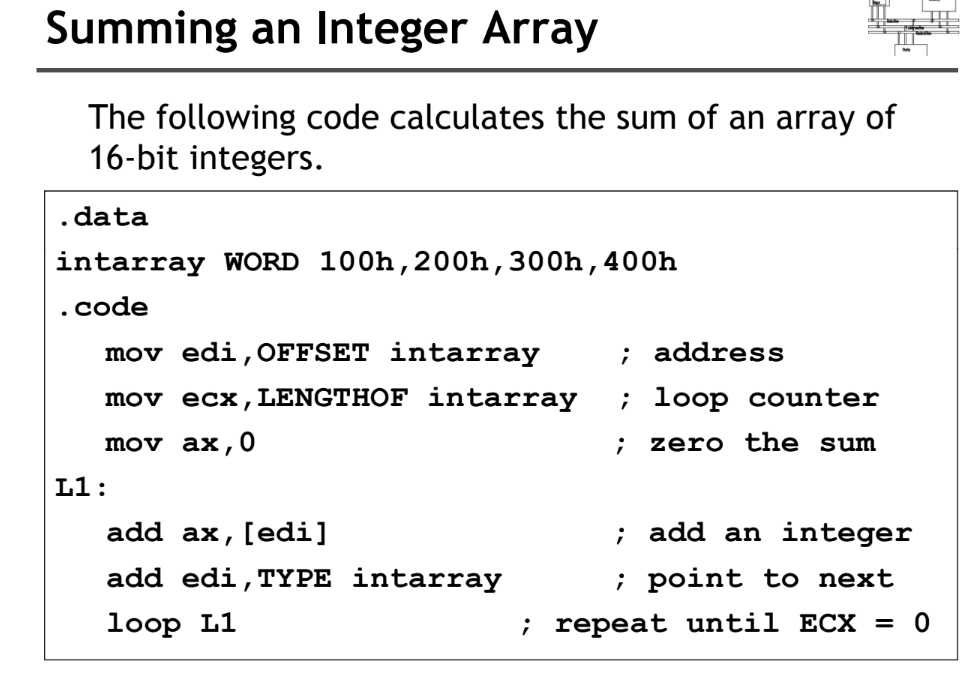 Summing an Integer Array
The following code calculates the sum of an array of
16-bit integers.
.data
intarray WORD 100h,200h,300h,400h
.code
mov edi,OFFSET intarray ; address
mov ecx,LENGTHOF intarray ; loop counter
mov ax,0 ; zero the sum
L1:
add ax,[edi] ; add an integer
add edi,TYPE intarray ; point to next
loop L1 ; repeat until ECX = 0